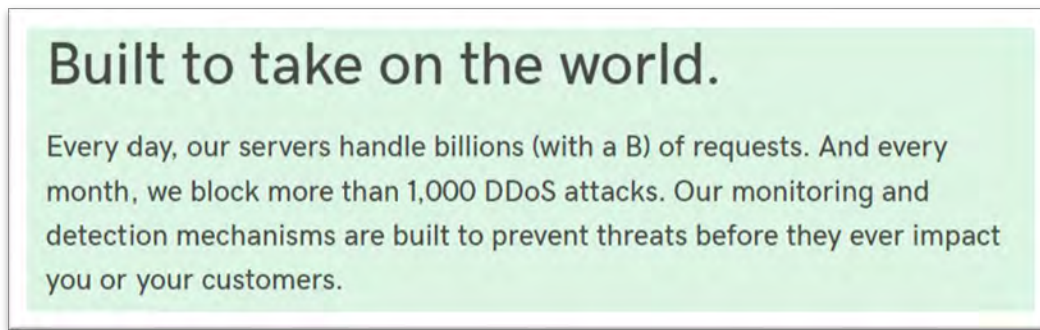 Built to take on the world.
Every day, our servers handle billions (with a B) of requests. And every
month, we block more than 1,000 DDoS attacks. Our monitoring and
detection mechanisms are built to prevent threats before they ever impact
you or your customers.